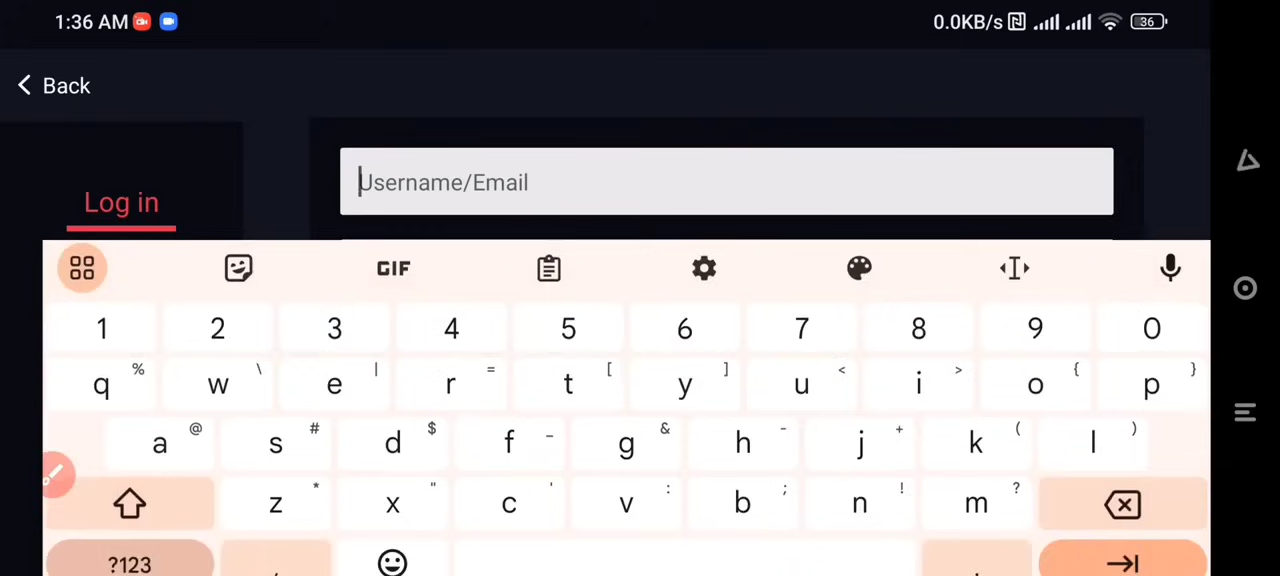 1:36 AM 0.0KB/s 36
Back
Username/Email
Log in
GIF
1 2 3 4 5 6 7 8 9 0
q % w \ e | r = t [ y ] u < i > o { p }
a @ s # d $ f _ g & h - j + k ( l )
z * x " c ' v : b ; n ! m ?
?123 , .